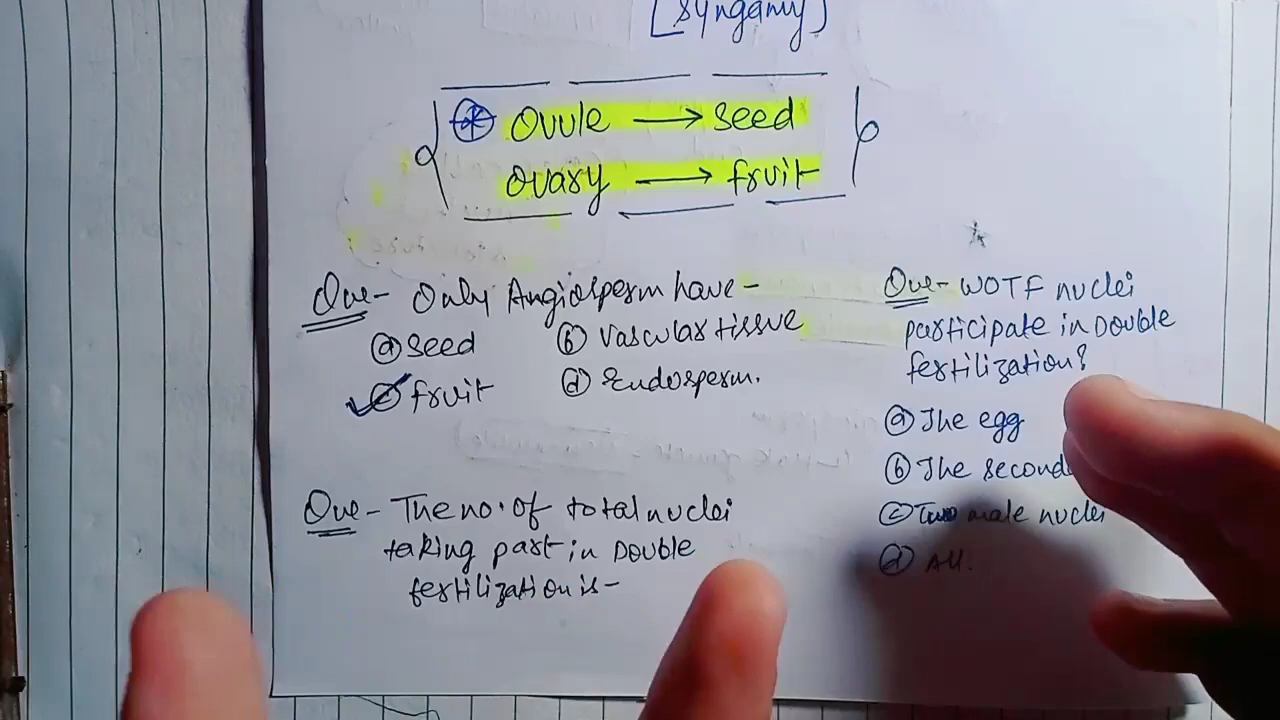 [Syngamy]
Ovule → seed
Ovary → fruit
Que- Only Angiosperm have -
(a) seed (b) vascular tissue
(c) fruit (d) Endosperm.
Que - The no. of total nuclei
taking part in Double
fertilization is -
Que- WOTF nuclei
participate in Double
fertilization?
(a) The egg
(b) The
(c) Two male nuclei
(d) All.